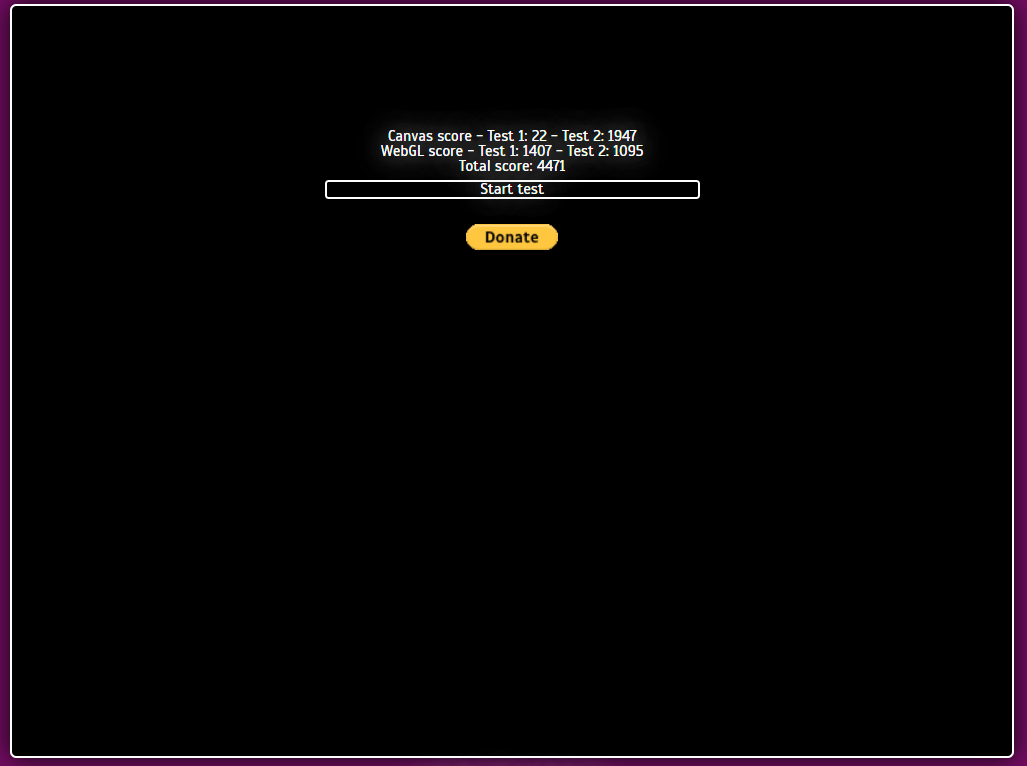 Canvas score - Test 1: 22 - Test 2: 1947
WebGL score - Test 1: 1407 - Test 2: 1095
Total score: 4471
Start test
Donate